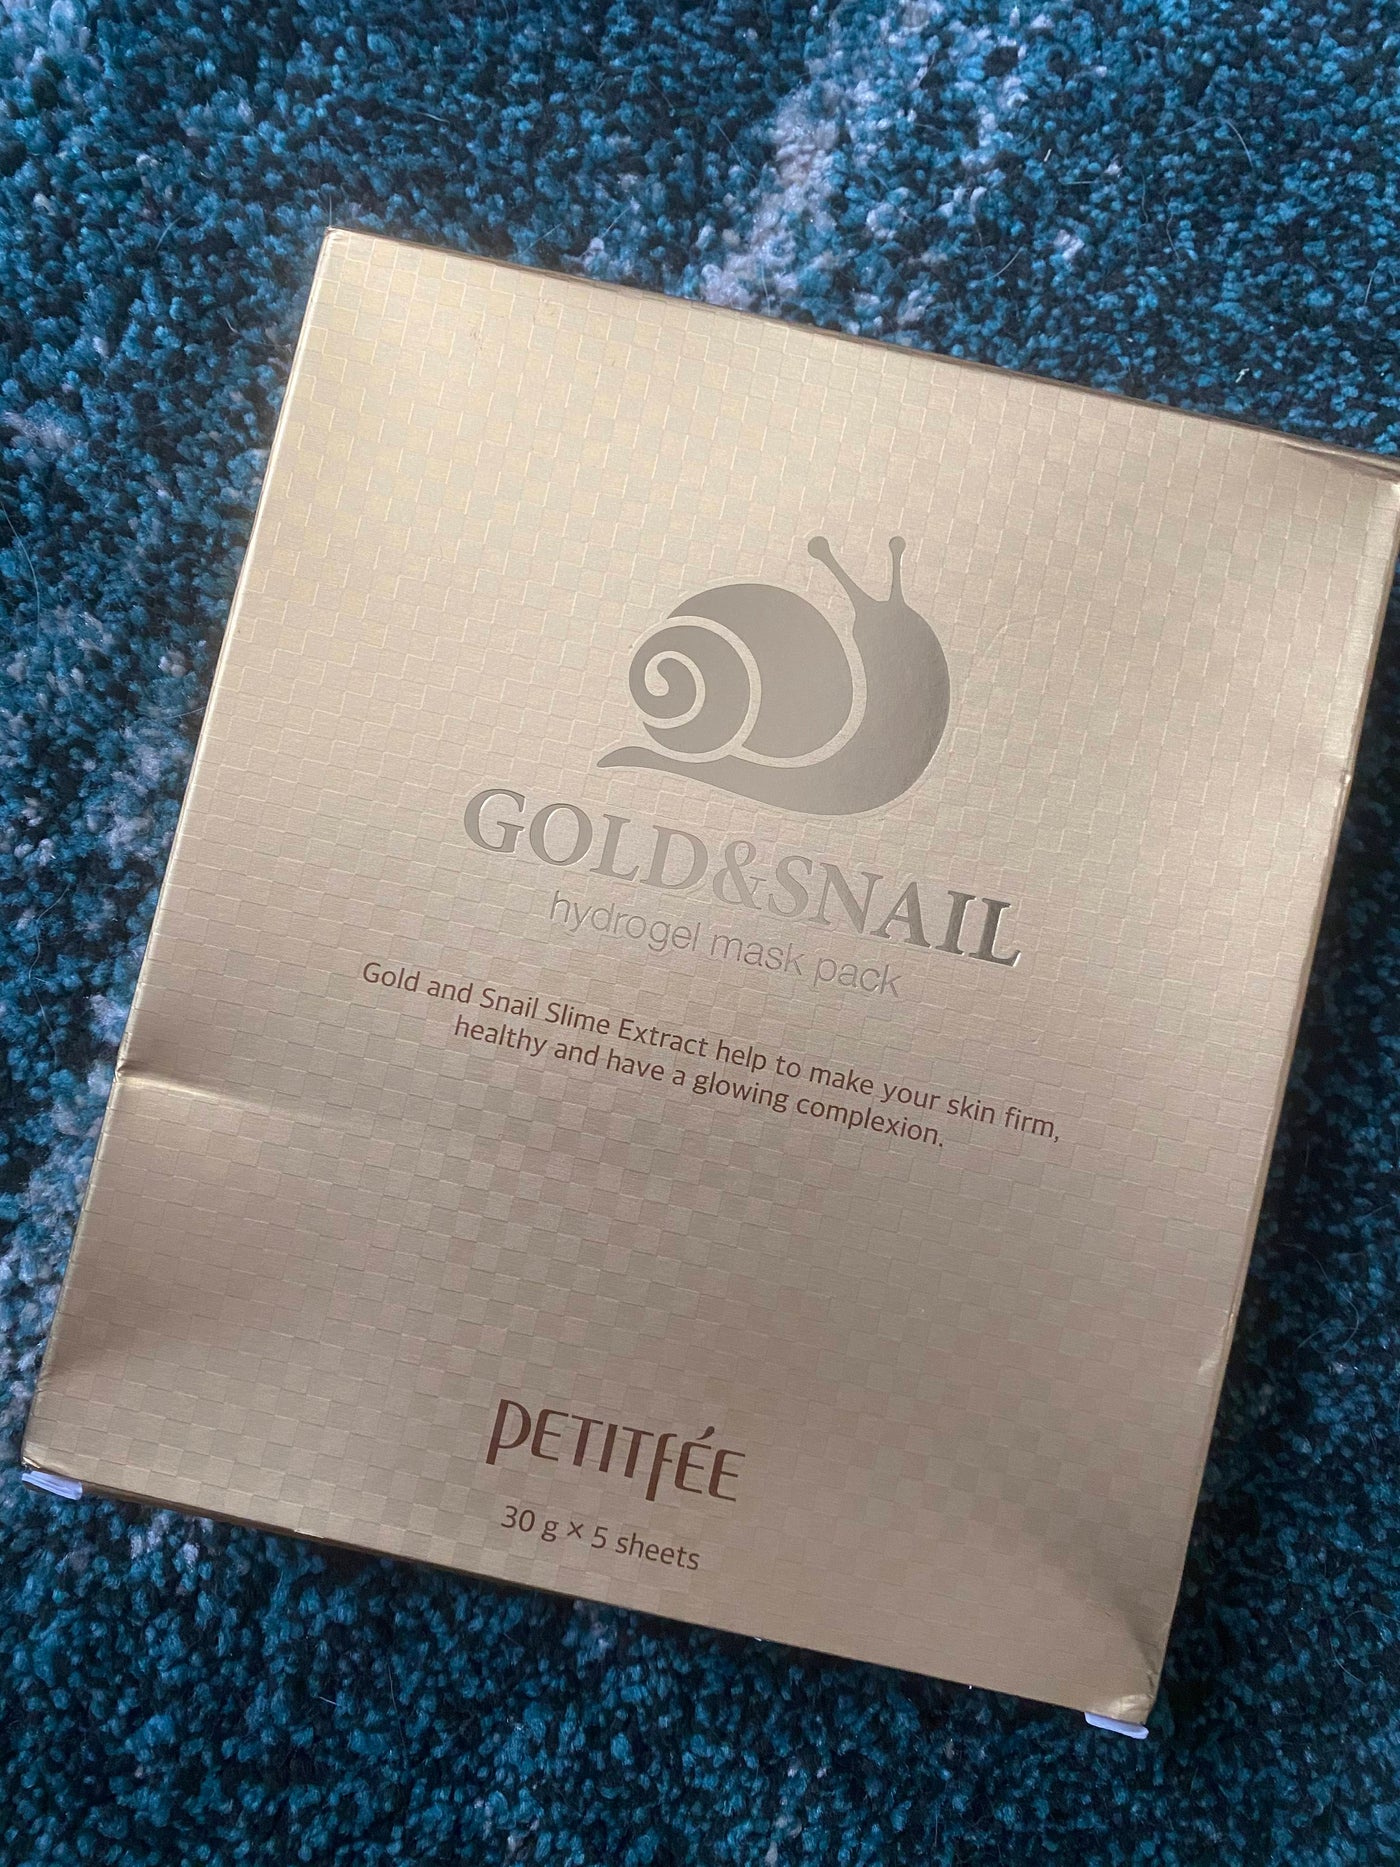 GOLD&SNAIL
hydrogel mask pack
Gold and Snail Slime Extract help to make your skin firm,
healthy and have a glowing complexion.
PETITFÉE
30 g × 5 sheets